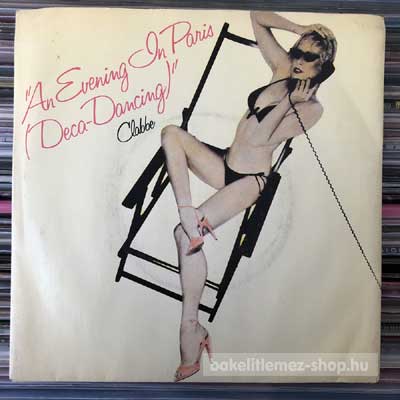 "An Evening In Paris
(Deca-Dancing)"
Clabbe
bakelitlemez-shop.hu